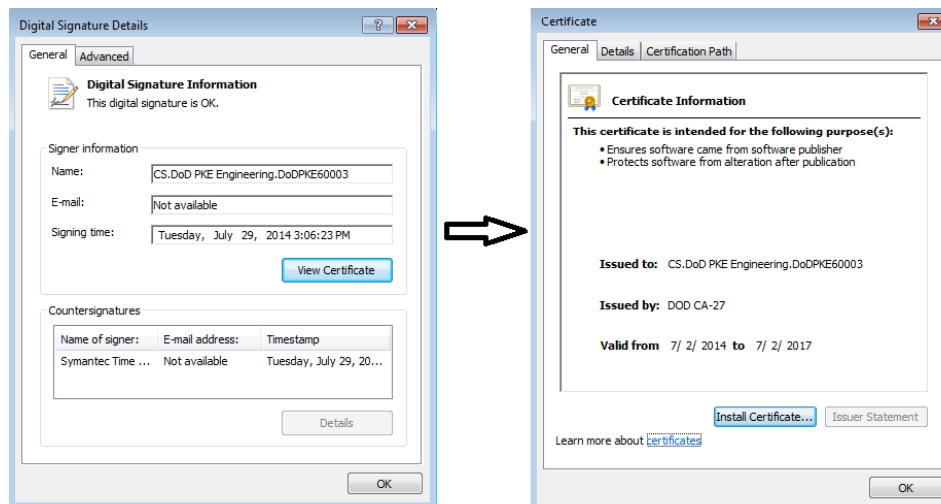 Digital Signature Details
General Advanced
Digital Signature Information
This digital signature is OK.
Signer information
Name: CS.DoD PKE Engineering.DoDPKE60003
E-mail: Not available
Signing time: Tuesday, July 29, 2014 3:06:23 PM
View Certificate
Countersignatures
Name of signer: E-mail address: Timestamp
Symantec Time ... Not available Tuesday, July 29, 20...
Details
OK
Certificate
General Details Certification Path
Certificate Information
This certificate is intended for the following purpose(s):
• Ensures software came from software publisher
• Protects software from alteration after publication
Issued to: CS.DoD PKE Engineering.DoDPKE60003
Issued by: DOD CA-27
Valid from 7/ 2/ 2014 to 7/ 2/ 2017
Install Certificate... Issuer Statement
Learn more about certificates
OK